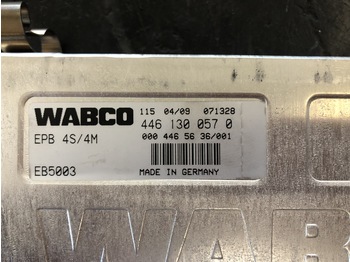 WABCO
115 04/09 071328
446 130 057 0
EPB 4S/4M
000 446 56 36/001
EB5003
MADE IN GERMANY
WAB